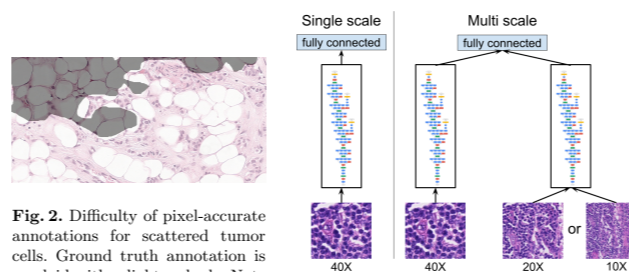 Fig. 2. Difficulty of pixel-accurate
annotations for scattered tumor
cells. Ground truth annotation is
Single scale
Multi scale
fully connected
fully connected
40X
40X
20X
or
10X